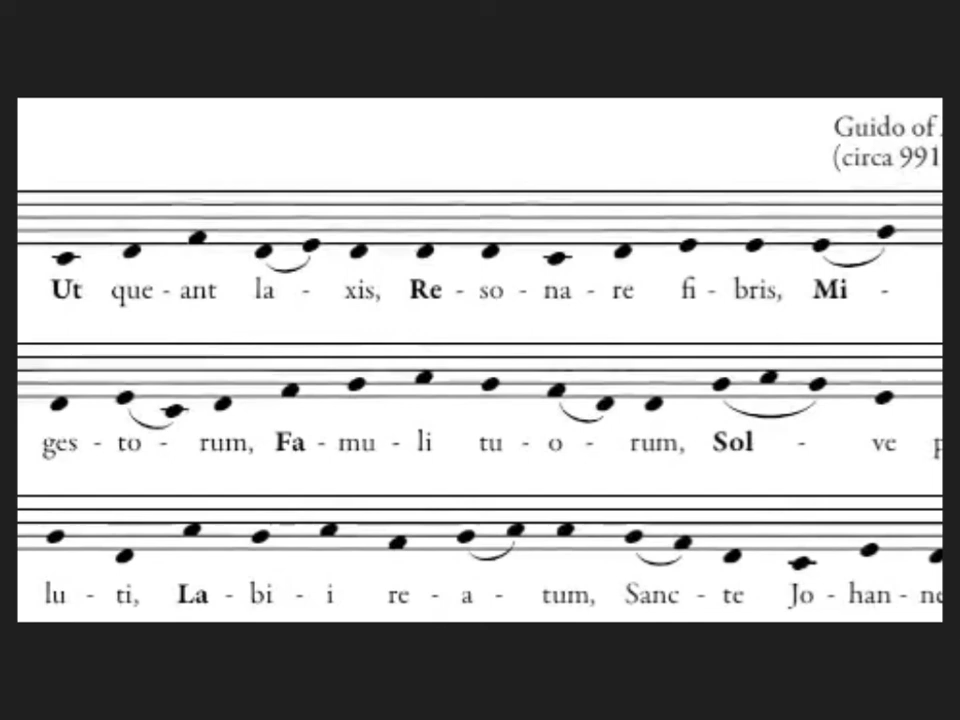 Guido of
(circa 991
Ut que - ant la - xis, Re - so - na - re fi - bris, Mi -
ges - to - rum, Fa - mu - li tu - o - rum, Sol - ve
lu - ti, La - bi - i re - a - tum, Sanc - te Jo - han -